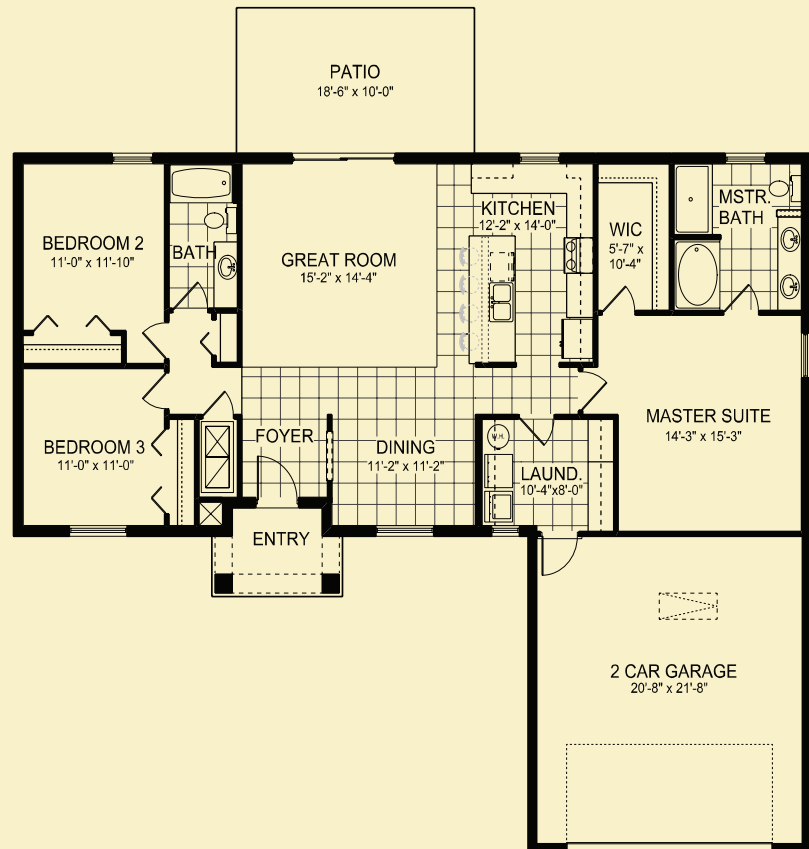 PATIO
18'-6" x 10'-0"
BEDROOM 2
11'-0" x 11'-10"
BATH
GREAT ROOM
15'-2" x 14'-4"
KITCHEN
12'-2" x 14'-0"
WIC
5'-7" x
10'-4"
MSTR.
BATH
BEDROOM 3
11'-0" x 11'-0"
FOYER
DINING
11'-2" x 11'-2"
W.H.
LAUND.
10'-4"x8'-0"
MASTER SUITE
14'-3" x 15'-3"
ENTRY
2 CAR GARAGE
20'-8" x 21'-8"